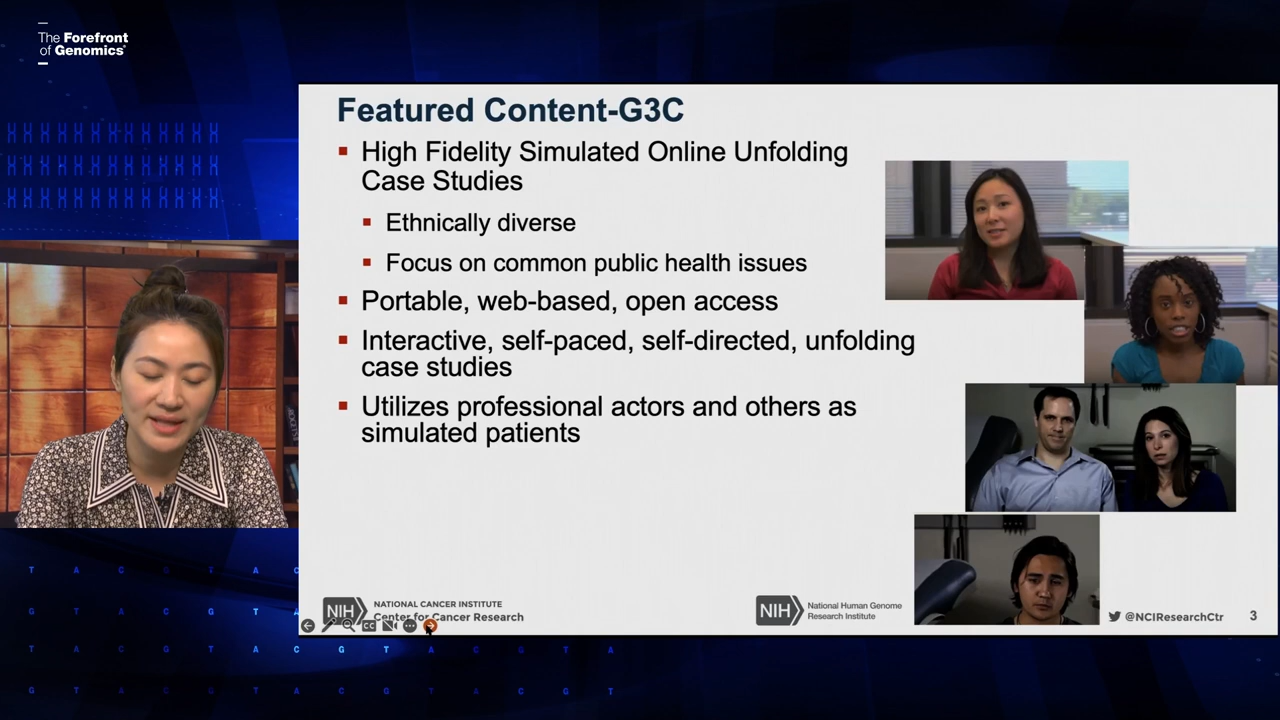 The Forefront
of Genomics®
Featured Content-G3C
High Fidelity Simulated Online Unfolding
Case Studies
Ethnically diverse
Focus on common public health issues
Portable, web-based, open access
Interactive, self-paced, self-directed, unfolding
case studies
Utilizes professional actors and others as
simulated patients
NIH
NATIONAL CANCER INSTITUTE
Center for Cancer Research
CC
NIH
National Human Genome
Research Institute
@NCIResearchCtr
3
T A C G T A C
G T A C G T A
T A C G T A C G T A C G T A
G T A C G T A C G T A C G T